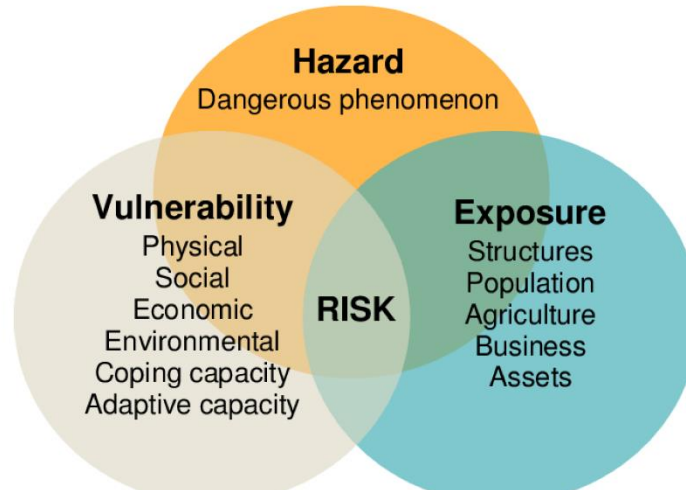 Hazard
Dangerous phenomenon
Vulnerability
Physical
Social
Economic
Environmental
Coping capacity
Adaptive capacity
RISK
Exposure
Structures
Population
Agriculture
Business
Assets